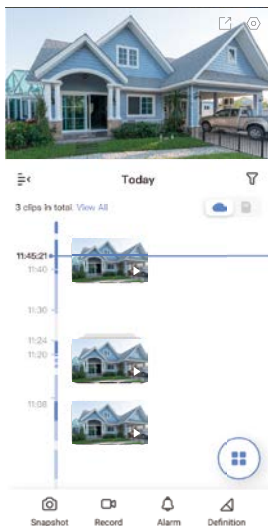 Today
3 clips in total. View All
11:45:21
11:40
11:30
11:24
11:20
11:08
Snapshot
Record
Alarm
Definition